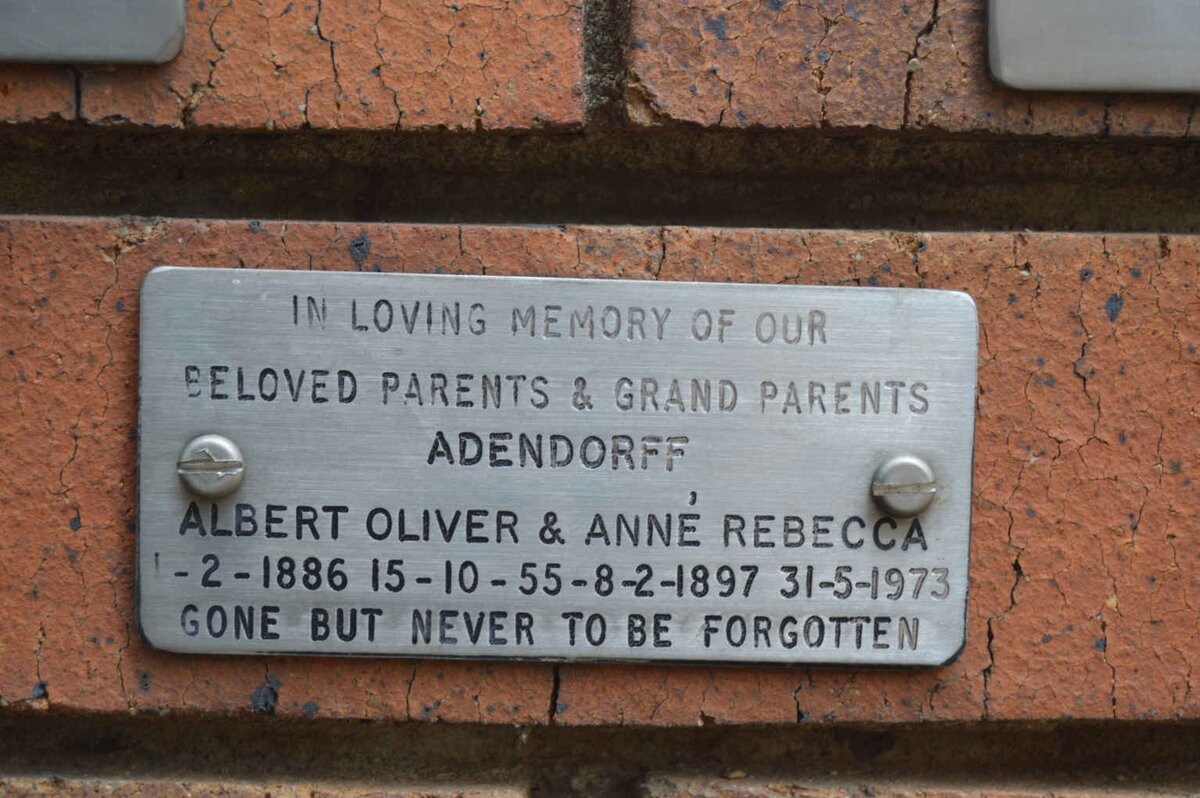 IN LOVING MEMORY OF OUR
BELOVED PARENTS & GRAND PARENTS
ADENDORFF
ALBERT OLIVER & ANNÉ REBECCA
1-2-1886 15-10-55-8-2-1897 31-5-1973
GONE BUT NEVER TO BE FORGOTTEN